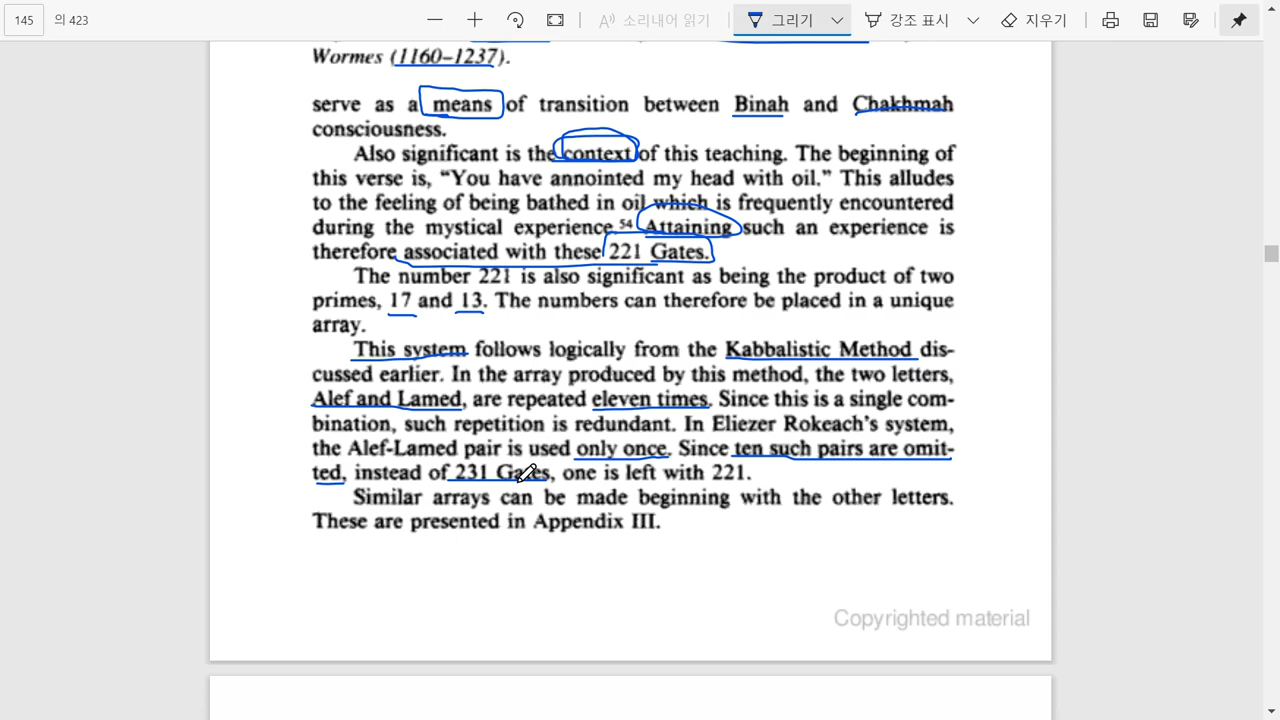 145 의 423 소리내어 읽기 그리기 강조 표시 지우기
Wormes (1160–1237).
serve as a means of transition between Binah and Chakhmah
consciousness.
Also significant is the context of this teaching. The beginning of
this verse is, “You have annointed my head with oil.” This alludes
to the feeling of being bathed in oil which is frequently encountered
during the mystical experience.54 Attaining such an experience is
therefore associated with these 221 Gates.
The number 221 is also significant as being the product of two
primes, 17 and 13. The numbers can therefore be placed in a unique
array.
This system follows logically from the Kabbalistic Method dis-
cussed earlier. In the array produced by this method, the two letters,
Alef and Lamed, are repeated eleven times. Since this is a single com-
bination, such repetition is redundant. In Eliezer Rokeach’s system,
the Alef-Lamed pair is used only once. Since ten such pairs are omit-
ted, instead of 231 Gates, one is left with 221.
Similar arrays can be made beginning with the other letters.
These are presented in Appendix III.
Copyrighted material